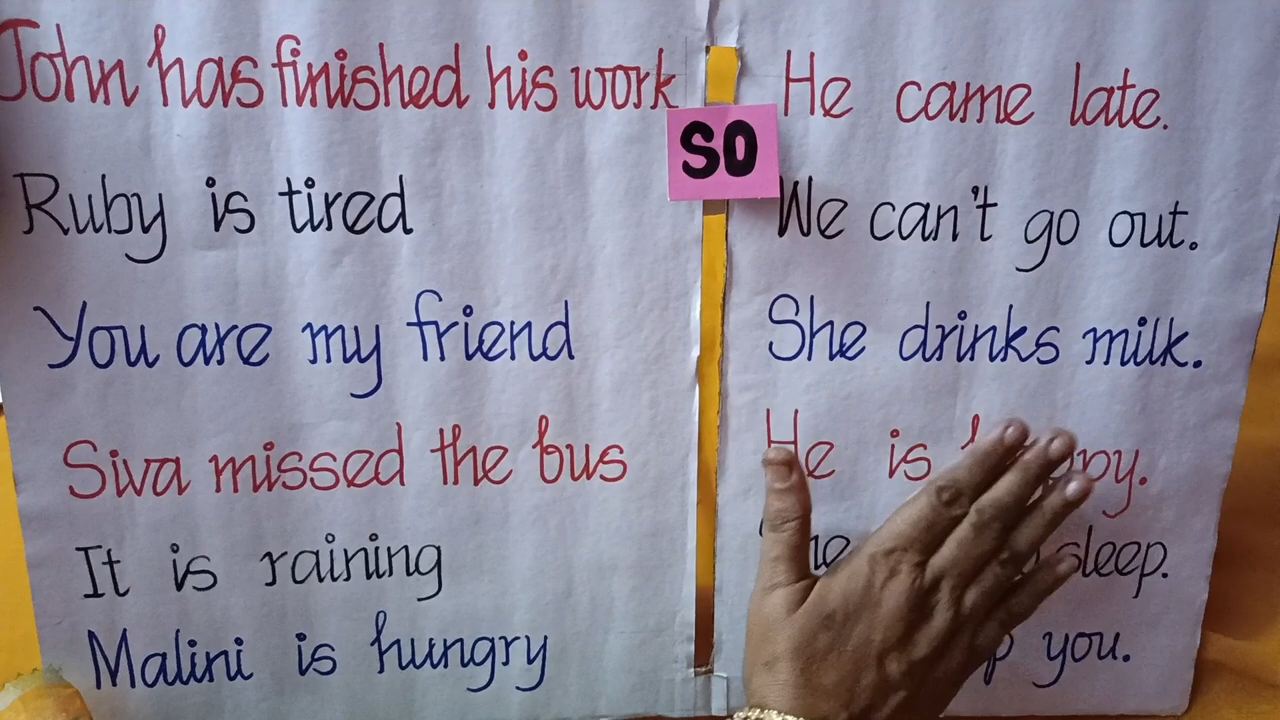 John has finished his work
Ruby is tired
You are my friend
Siva missed the bus
It is raining
Malini is hungry
SO
He came late.
We can't go out.
She drinks milk.
He is
sleep.
you.